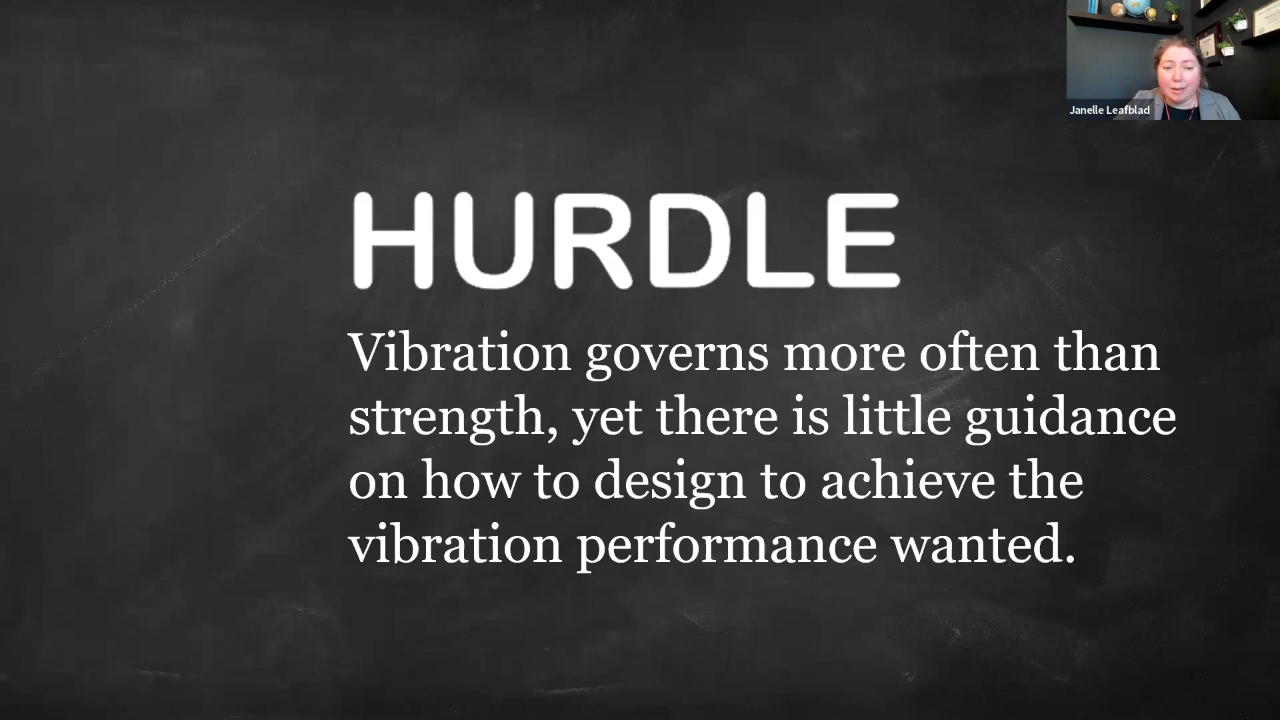 Janelle Leafblad
HURDLE
Vibration governs more often than
strength, yet there is little guidance
on how to design to achieve the
vibration performance wanted.